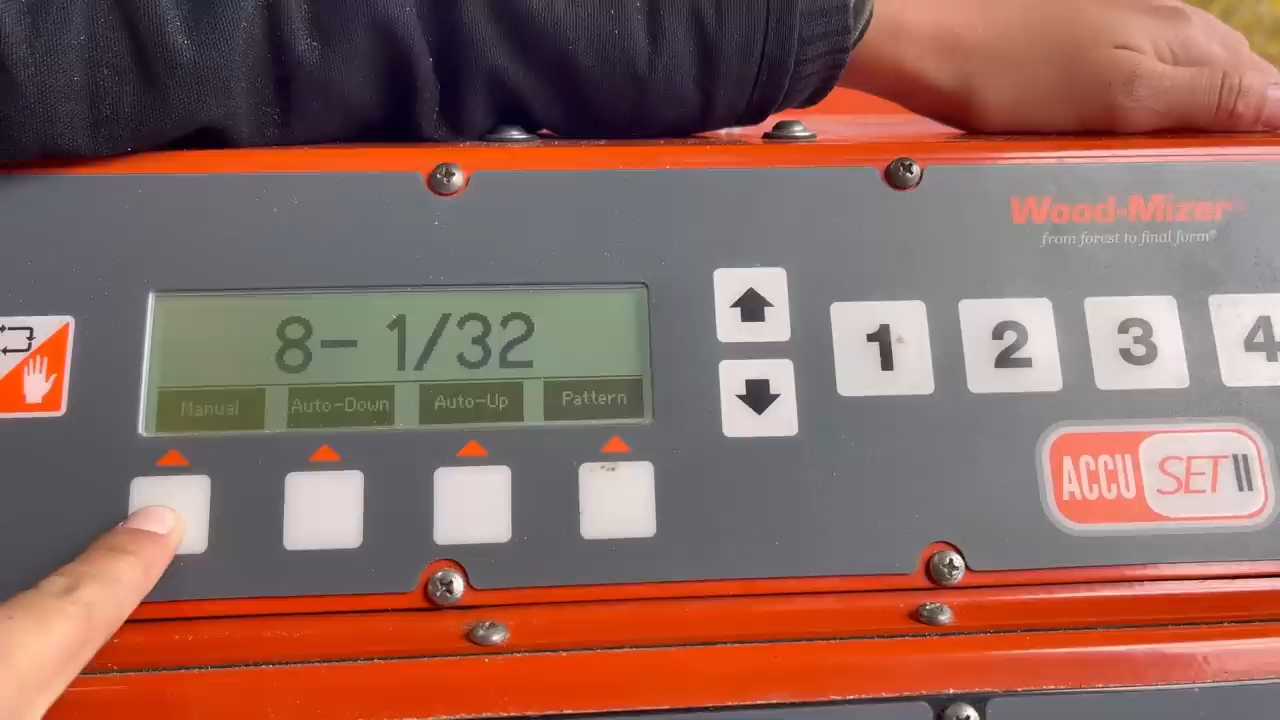 Wood-Mizer
from forest to final form®
8- 1/32
Manual Auto-Down Auto-Up Pattern
1 2 3 4
ACCU SET II